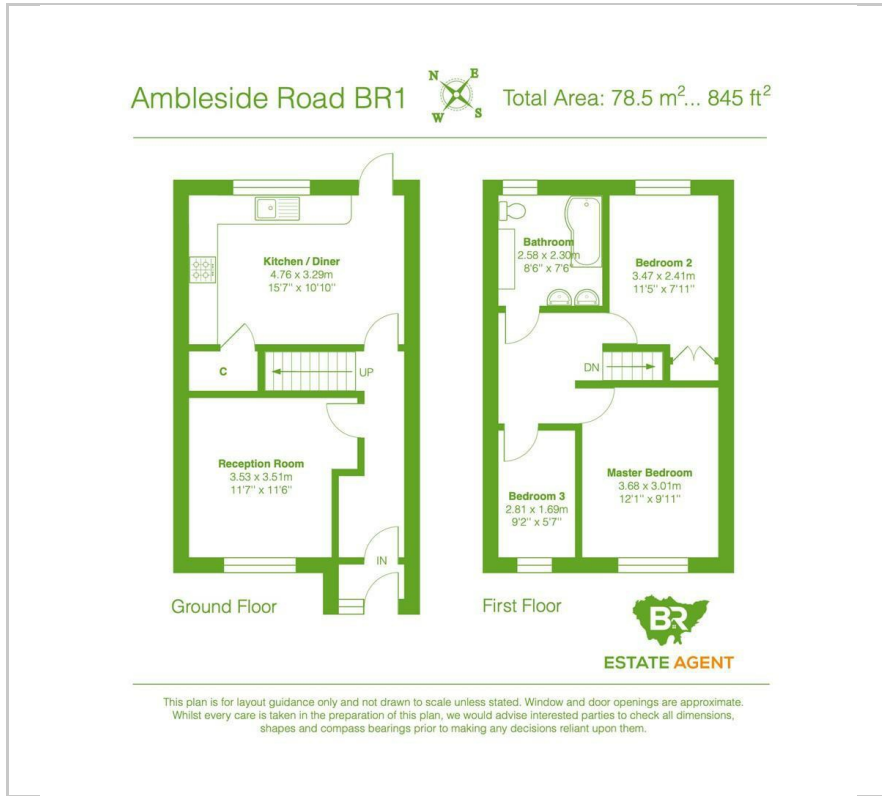 Ambleside Road BR1
N E
W S
Total Area: 78.5 m²... 845 ft²
Kitchen / Diner
4.76 x 3.29m
15'7'' x 10'10''
C
UP
Reception Room
3.53 x 3.51m
11'7'' x 11'6''
IN
Ground Floor
Bathroom
2.58 x 2.30m
8'6'' x 7'6''
Bedroom 2
3.47 x 2.41m
11'5'' x 7'11''
DN
Master Bedroom
3.68 x 3.01m
12'1'' x 9'11''
Bedroom 3
2.81 x 1.69m
9'2'' x 5'7''
First Floor
BR
ESTATE AGENT
This plan is for layout guidance only and not drawn to scale unless stated. Window and door openings are approximate.
Whilst every care is taken in the preparation of this plan, we would advise interested parties to check all dimensions,
shapes and compass bearings prior to making any decisions reliant upon them.